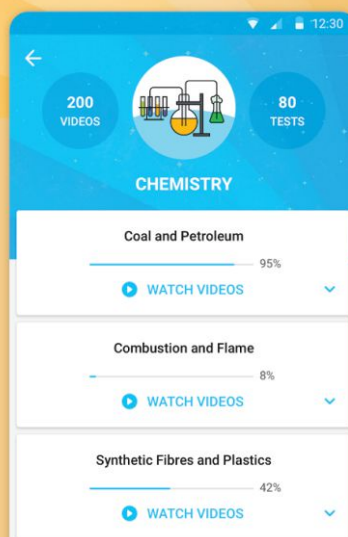 12:30
200
VIDEOS
80
TESTS
CHEMISTRY
Coal and Petroleum
95%
WATCH VIDEOS
Combustion and Flame
8%
WATCH VIDEOS
Synthetic Fibres and Plastics
42%
WATCH VIDEOS